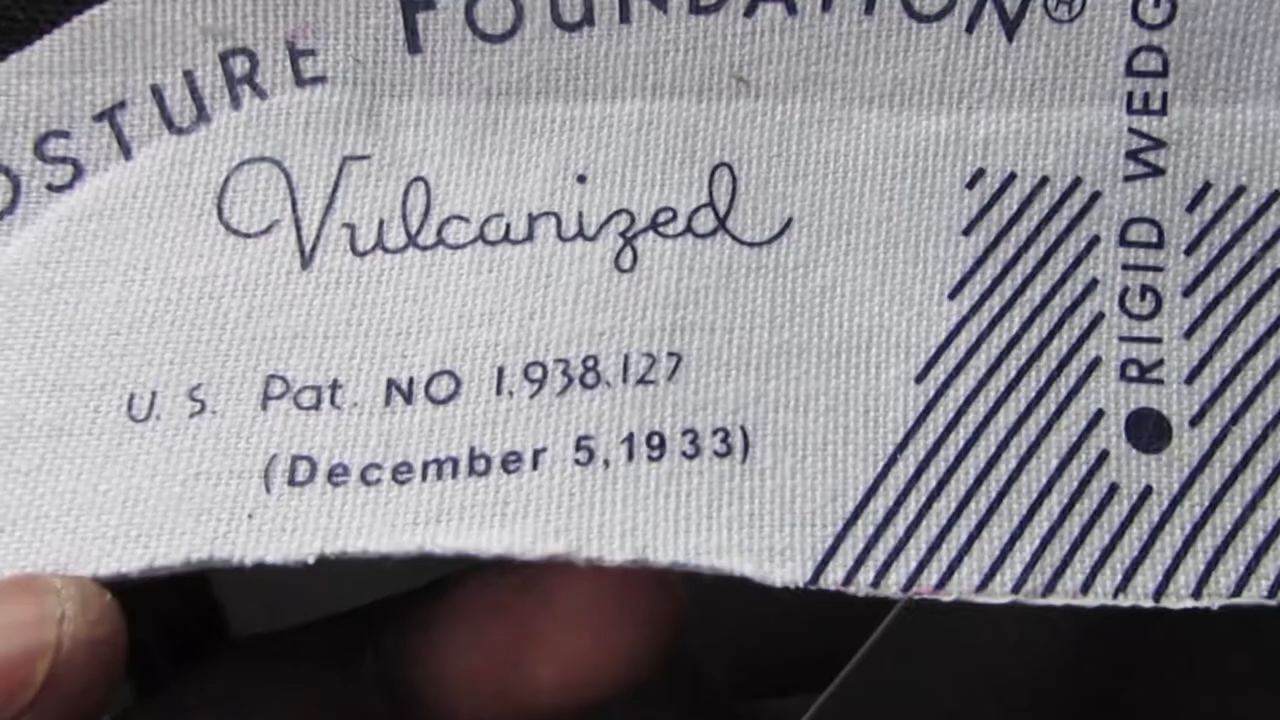 OSTURE FOUNDATION®
Vulcanized
U. S. Pat. NO 1.938.127
(December 5,1933)
RIGID WEDG